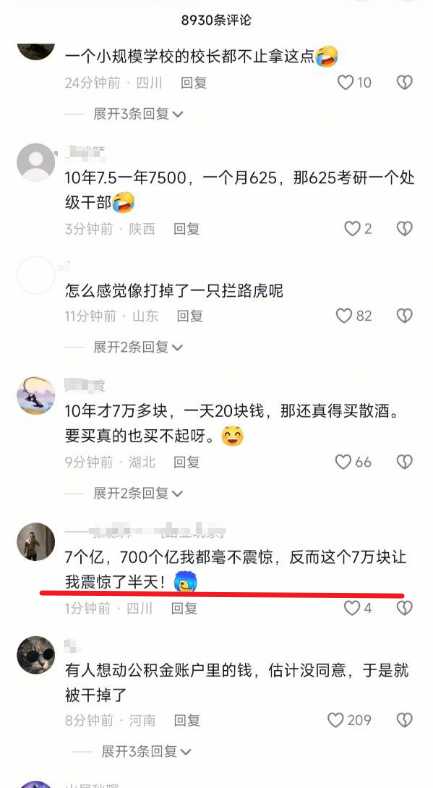 8930条评论
一个小规模学校的校长都不止拿这点🤣
24分钟前 · 四川 回复 10
展开3条回复
10年7.5一年7500，一个月625，那625考研一个处
级干部🤣
3分钟前 · 陕西 回复 2
怎么感觉像打掉了一只拦路虎呢
11分钟前 · 山东 回复 82
展开2条回复
10年才7万多块，一天20块钱，那还真得买散酒。
要买真的也买不起呀。😄
9分钟前 · 湖北 回复 66
展开2条回复
7个亿，700个亿我都毫不震惊，反而这个7万块让
我震惊了半天！
1分钟前 · 四川 回复 4
有人想动公积金账户里的钱，估计没同意，于是就
被干掉了
8分钟前 · 河南 回复 209
展开3条回复